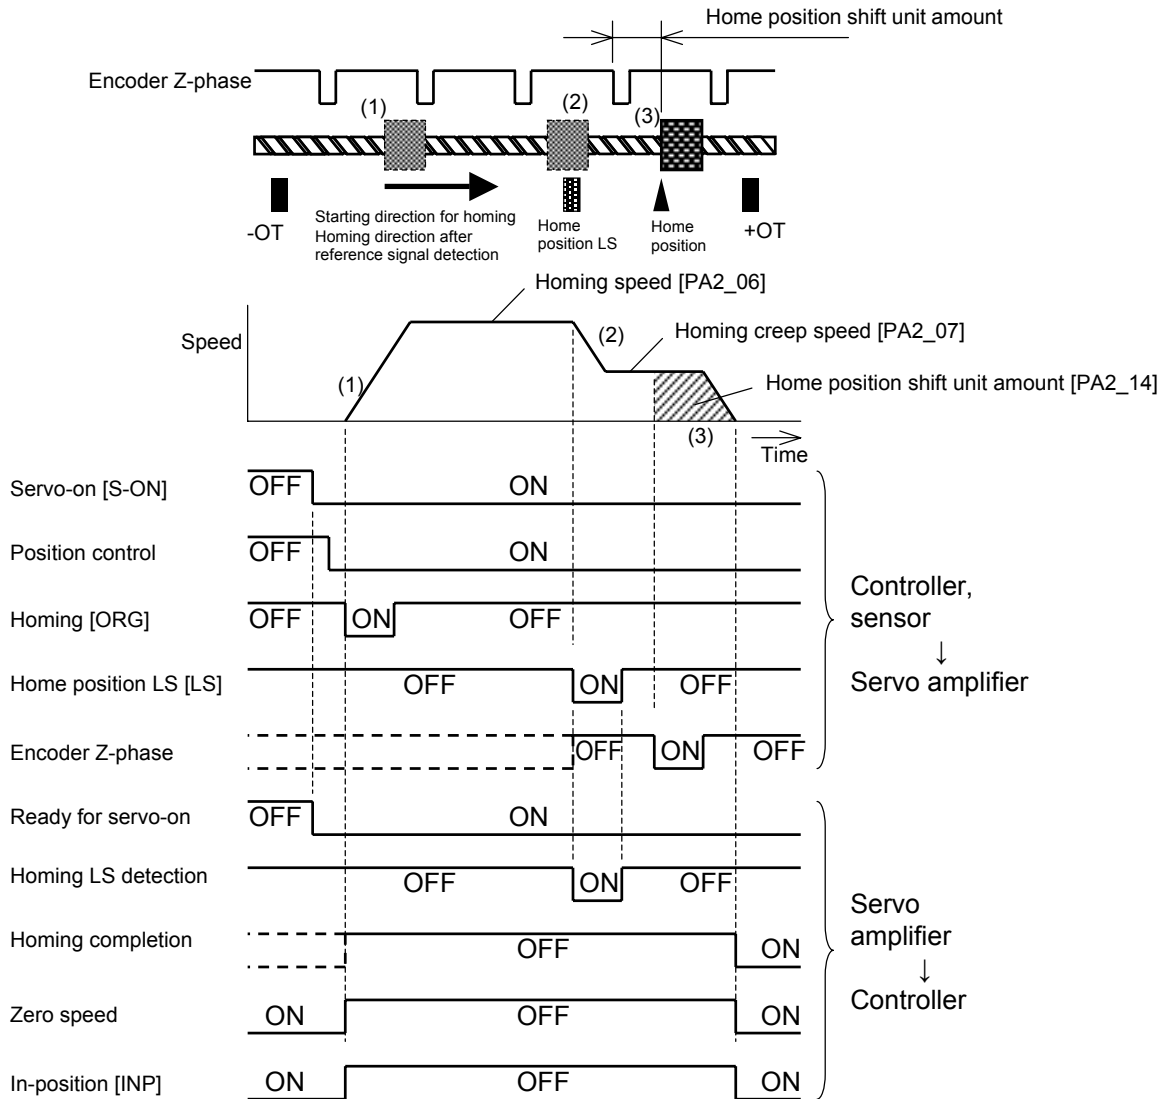 Home position shift unit amount
Encoder Z-phase
(1)
(2)
(3)
-OT
Starting direction for homing
Homing direction after
reference signal detection
Home
position LS
Home
position
+OT
Homing speed [PA2_06]
Speed
(1)
(2)
Homing creep speed [PA2_07]
Home position shift unit amount [PA2_14]
(3)
Time
Servo-on [S-ON]
OFF
ON
Position control
OFF
ON
Homing [ORG]
OFF
ON
OFF
Home position LS [LS]
OFF
ON
OFF
Encoder Z-phase
OFF
ON
OFF
Controller,
sensor
↓
Servo amplifier
Ready for servo-on
OFF
ON
Homing LS detection
OFF
ON
OFF
Homing completion
OFF
ON
Zero speed
ON
OFF
ON
In-position [INP]
ON
OFF
ON
Servo
amplifier
↓
Controller